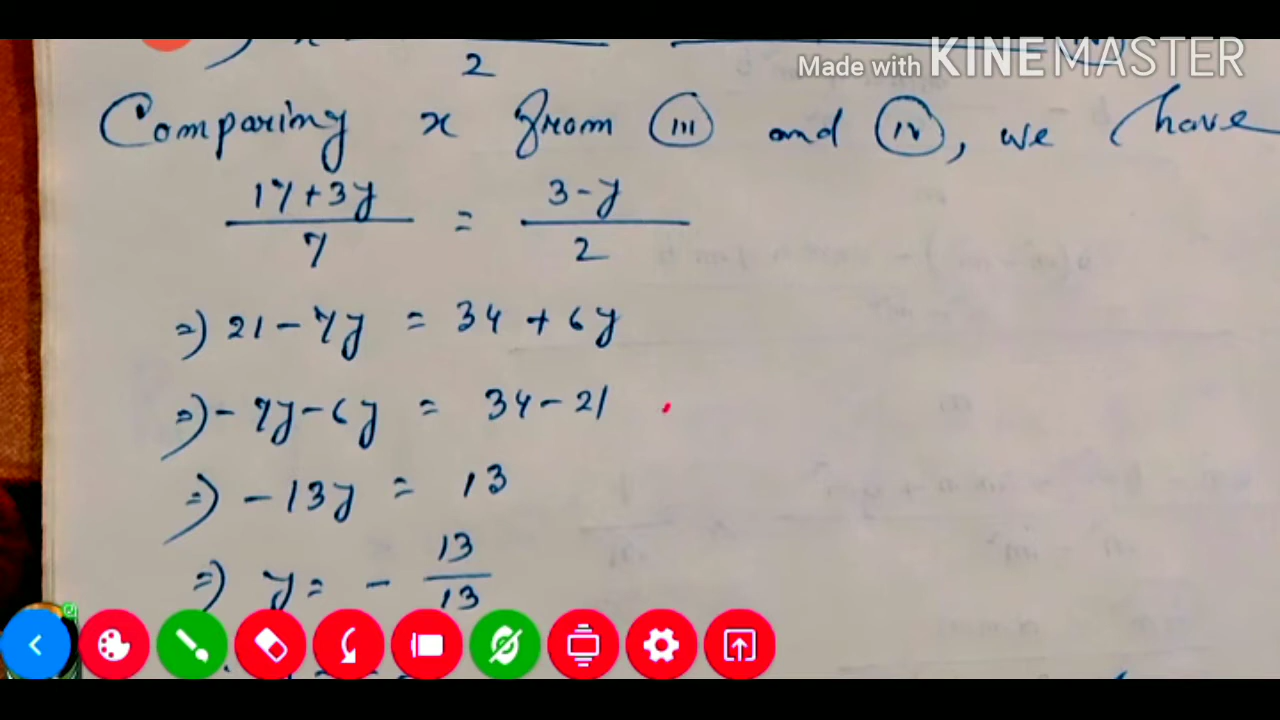 Made with KINEMASTER
2
Comparing x from (iii) and (iv), we have
17+3y / 7 = 3-y / 2
=) 21 - 7y = 34 + 6y
=) - 7y - 6y = 34 - 21
=) - 13y = 13
=) y = - 13 / 13